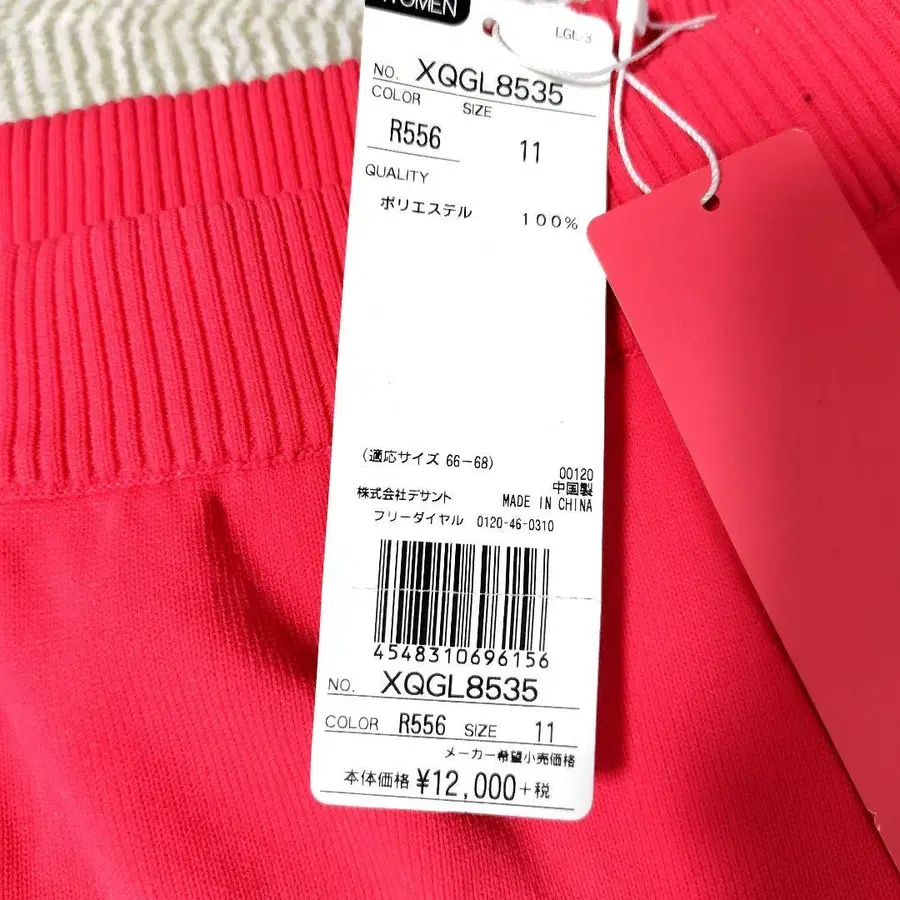 WOMEN
LGL-3
NO. XQGL8535
COLOR SIZE
R556 11
QUALITY
ポリエステル 100%
(適応サイズ 66-68)
00120
中国製
株式会社デサント MADE IN CHINA
フリーダイヤル 0120-46-0310
4548310696156
NO. XQGL8535
COLOR R556 SIZE 11
メーカー希望小売価格
本体価格 ¥12,000+税